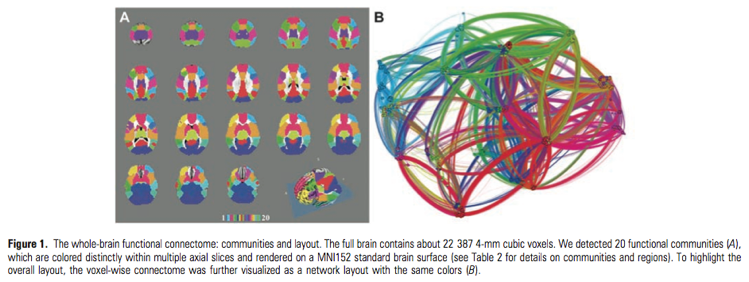 A
B
1 20
Figure 1. The whole-brain functional connectome: communities and layout. The full brain contains about 22 387 4-mm cubic voxels. We detected 20 functional communities (A),
which are colored distinctly within multiple axial slices and rendered on a MNI152 standard brain surface (see Table 2 for details on communities and regions). To highlight the
overall layout, the voxel-wise connectome was further visualized as a network layout with the same colors (B).